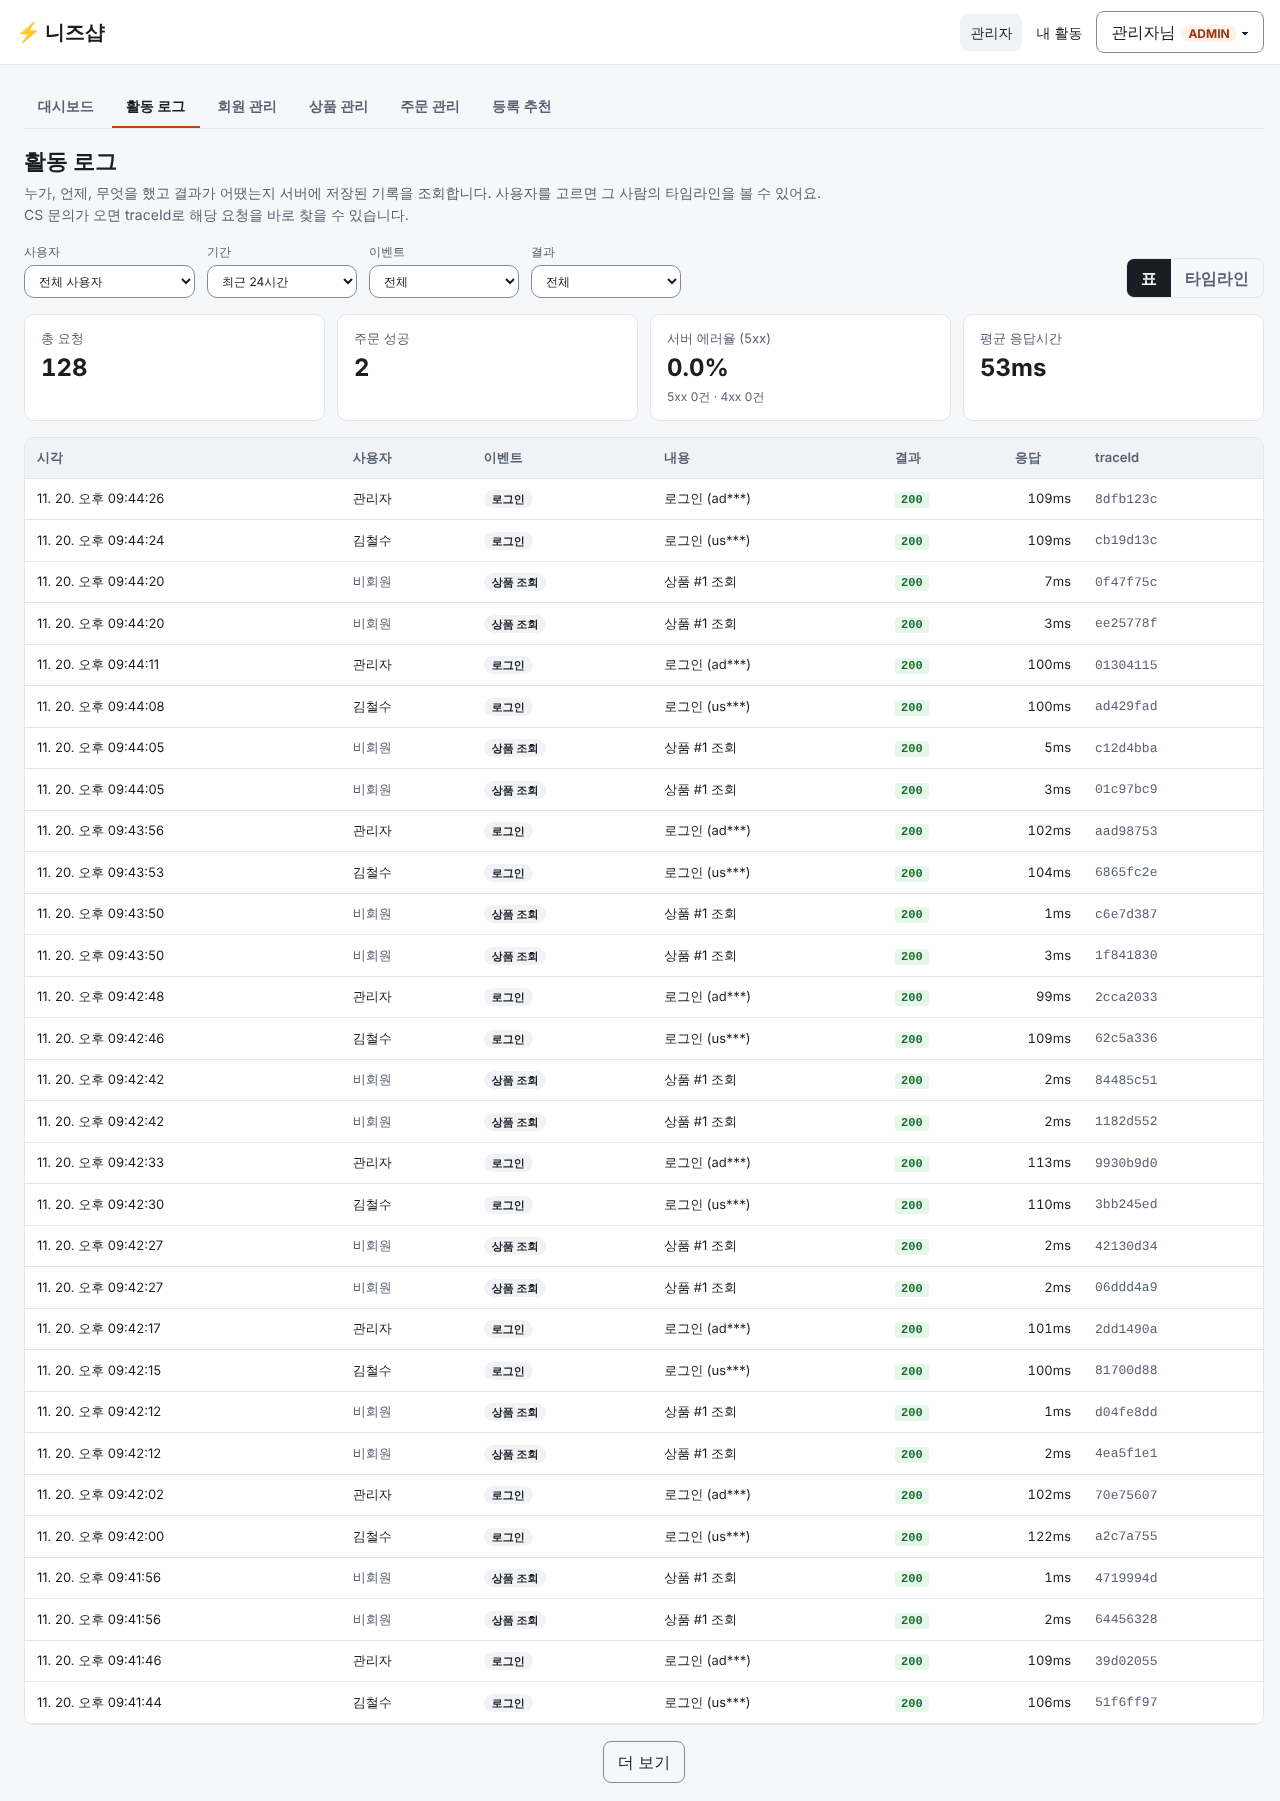 ⚡ 니즈샵
관리자 내 활동 관리자님 ADMIN
대시보드 활동 로그 회원 관리 상품 관리 주문 관리 등록 추천
활동 로그
누가, 언제, 무엇을 했고 결과가 어땠는지 서버에 저장된 기록을 조회합니다. 사용자를 고르면 그 사람의 타임라인을 볼 수 있어요.
CS 문의가 오면 traceId로 해당 요청을 바로 찾을 수 있습니다.
사용자 기간 이벤트 결과
전체 사용자 최근 24시간 전체 전체 표 타임라인
총 요청 주문 성공 서버 에러율 (5xx) 평균 응답시간
128 2 0.0% 53ms
5xx 0건 · 4xx 0건
시각 사용자 이벤트 내용 결과 응답 traceId
11. 20. 오후 09:44:26 관리자 로그인 로그인 (ad***) 200 109ms 8dfb123c
11. 20. 오후 09:44:24 김철수 로그인 로그인 (us***) 200 109ms cb19d13c
11. 20. 오후 09:44:20 비회원 상품 조회 상품 #1 조회 200 7ms 0f47f75c
11. 20. 오후 09:44:20 비회원 상품 조회 상품 #1 조회 200 3ms ee25778f
11. 20. 오후 09:44:11 관리자 로그인 로그인 (ad***) 200 100ms 01304115
11. 20. 오후 09:44:08 김철수 로그인 로그인 (us***) 200 100ms ad429fad
11. 20. 오후 09:44:05 비회원 상품 조회 상품 #1 조회 200 5ms c12d4bba
11. 20. 오후 09:44:05 비회원 상품 조회 상품 #1 조회 200 3ms 01c97bc9
11. 20. 오후 09:43:56 관리자 로그인 로그인 (ad***) 200 102ms aad98753
11. 20. 오후 09:43:53 김철수 로그인 로그인 (us***) 200 104ms 6865fc2e
11. 20. 오후 09:43:50 비회원 상품 조회 상품 #1 조회 200 1ms c6e7d387
11. 20. 오후 09:43:50 비회원 상품 조회 상품 #1 조회 200 3ms 1f841830
11. 20. 오후 09:42:48 관리자 로그인 로그인 (ad***) 200 99ms 2cca2033
11. 20. 오후 09:42:46 김철수 로그인 로그인 (us***) 200 109ms 62c5a336
11. 20. 오후 09:42:42 비회원 상품 조회 상품 #1 조회 200 2ms 84485c51
11. 20. 오후 09:42:42 비회원 상품 조회 상품 #1 조회 200 2ms 1182d552
11. 20. 오후 09:42:33 관리자 로그인 로그인 (ad***) 200 113ms 9930b9d0
11. 20. 오후 09:42:30 김철수 로그인 로그인 (us***) 200 110ms 3bb245ed
11. 20. 오후 09:42:27 비회원 상품 조회 상품 #1 조회 200 2ms 42130d34
11. 20. 오후 09:42:27 비회원 상품 조회 상품 #1 조회 200 2ms 06ddd4a9
11. 20. 오후 09:42:17 관리자 로그인 로그인 (ad***) 200 101ms 2dd1490a
11. 20. 오후 09:42:15 김철수 로그인 로그인 (us***) 200 100ms 81700d88
11. 20. 오후 09:42:12 비회원 상품 조회 상품 #1 조회 200 1ms d04fe8dd
11. 20. 오후 09:42:12 비회원 상품 조회 상품 #1 조회 200 2ms 4ea5f1e1
11. 20. 오후 09:42:02 관리자 로그인 로그인 (ad***) 200 102ms 70e75607
11. 20. 오후 09:42:00 김철수 로그인 로그인 (us***) 200 122ms a2c7a755
11. 20. 오후 09:41:56 비회원 상품 조회 상품 #1 조회 200 1ms 4719994d
11. 20. 오후 09:41:56 비회원 상품 조회 상품 #1 조회 200 2ms 64456328
11. 20. 오후 09:41:46 관리자 로그인 로그인 (ad***) 200 109ms 39d02055
11. 20. 오후 09:41:44 김철수 로그인 로그인 (us***) 200 106ms 51f6ff97
더 보기